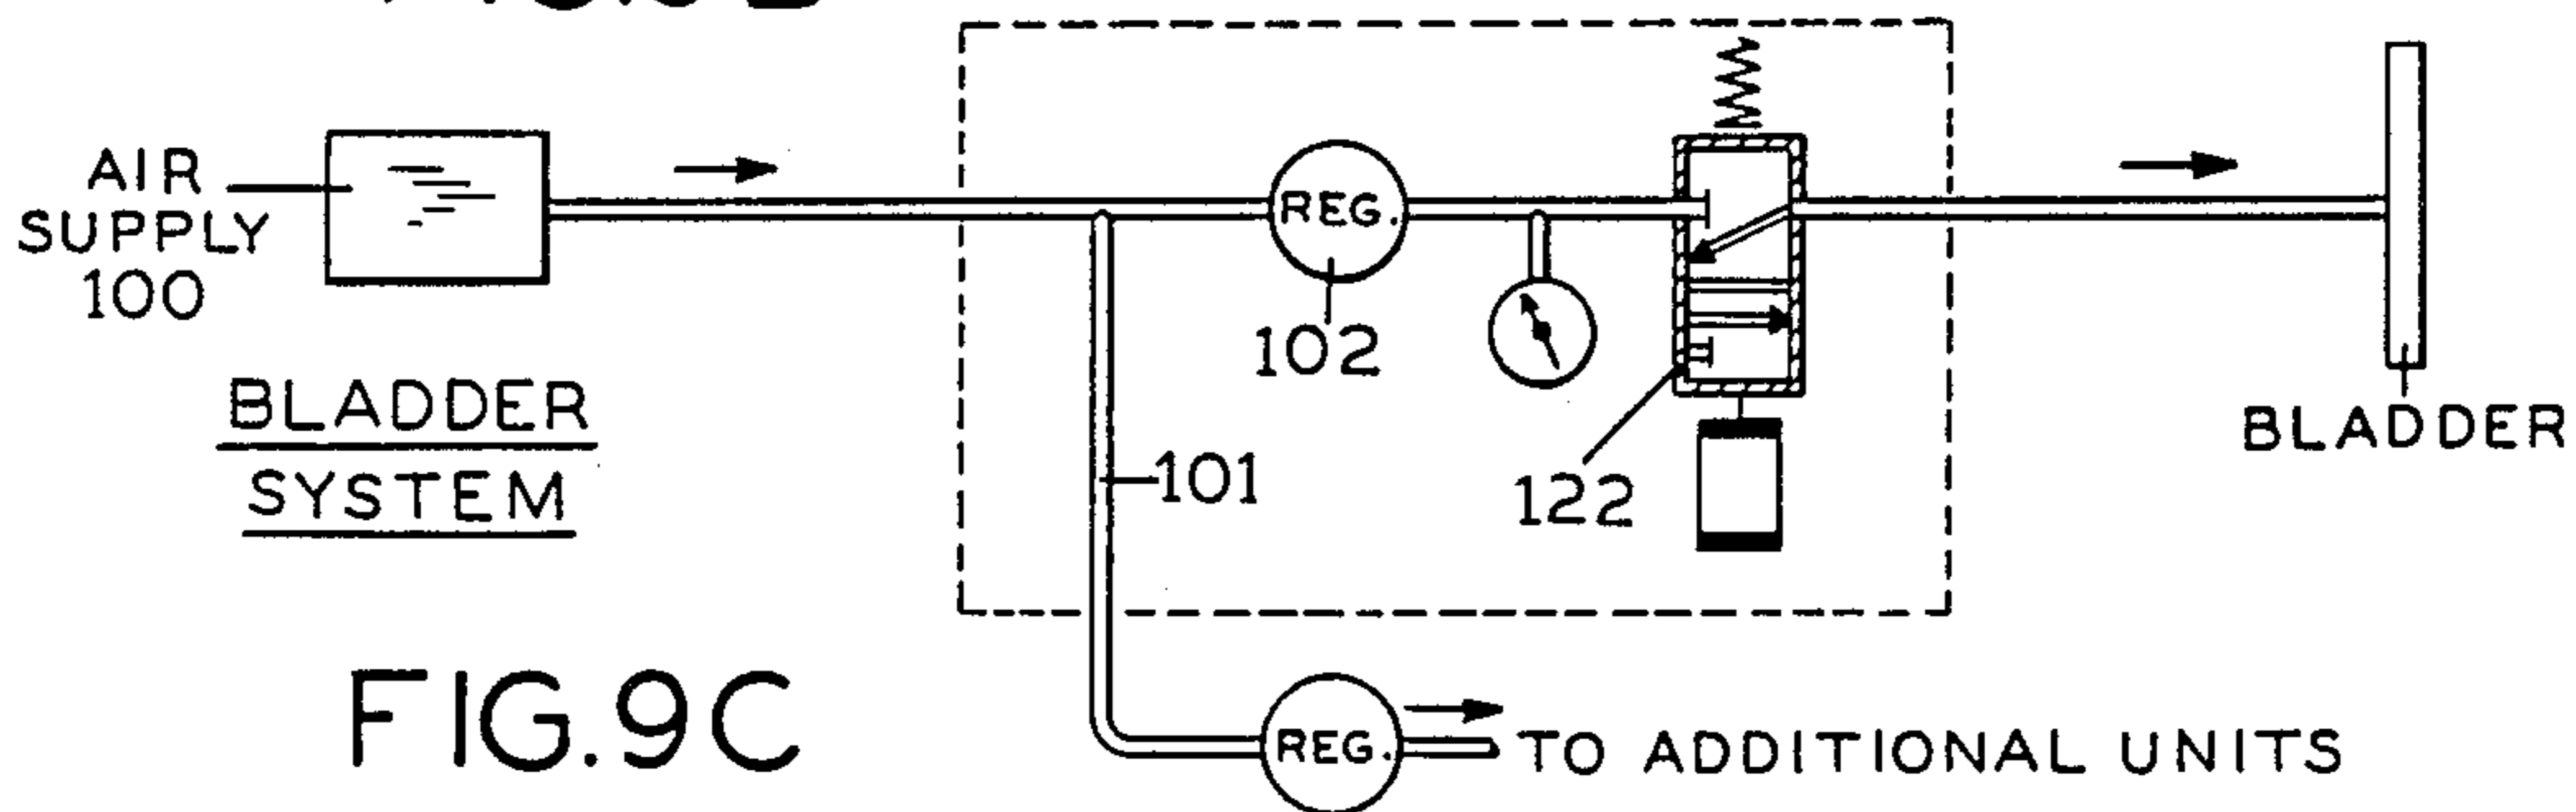 AIR
SUPPLY
100
BLADDER
SYSTEM
REG.
102
101
122
BLADDER
REG.
TO ADDITIONAL UNITS
FIG.9C